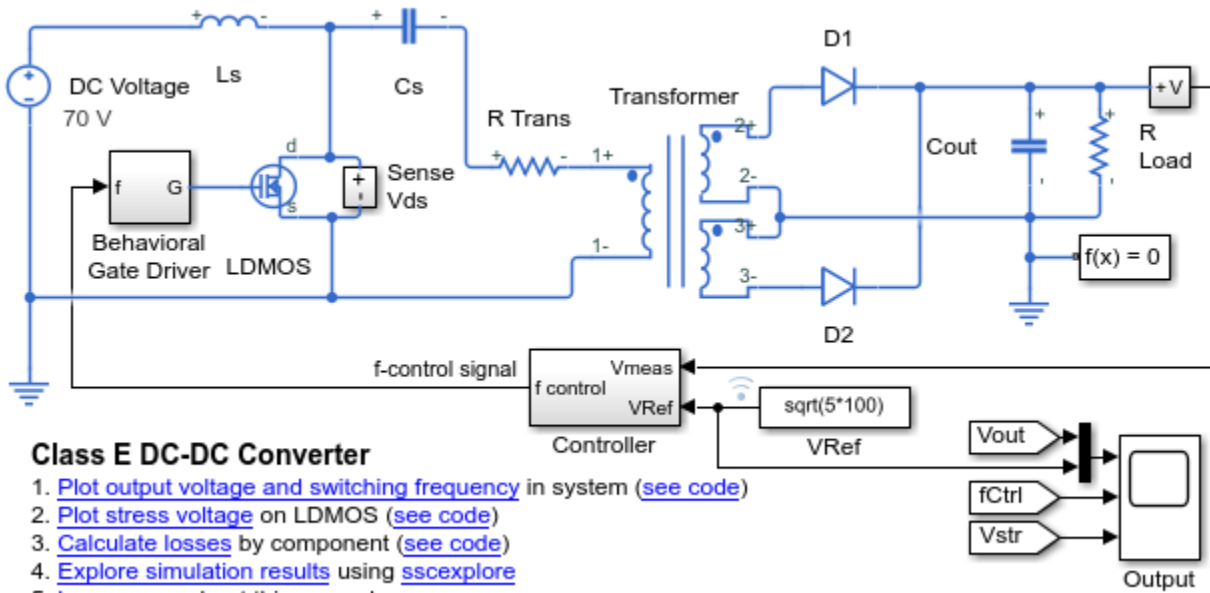 D1
DC Voltage
70 V
Ls
Cs
Transformer
R Trans
2+
+V
R
Load
Cout
1+
2-
d
f
G
Sense
Vds
s
3+
Behavioral
Gate Driver
LDMOS
1-
3-
f(x) = 0
D2
f-control signal
Vmeas
f control
VRef
sqrt(5*100)
Controller
VRef
Vout
Class E DC-DC Converter
1. Plot output voltage and switching frequency in system (see code)
2. Plot stress voltage on LDMOS (see code)
3. Calculate losses by component (see code)
4. Explore simulation results using sscexplore
fCtrl
Vstr
Output